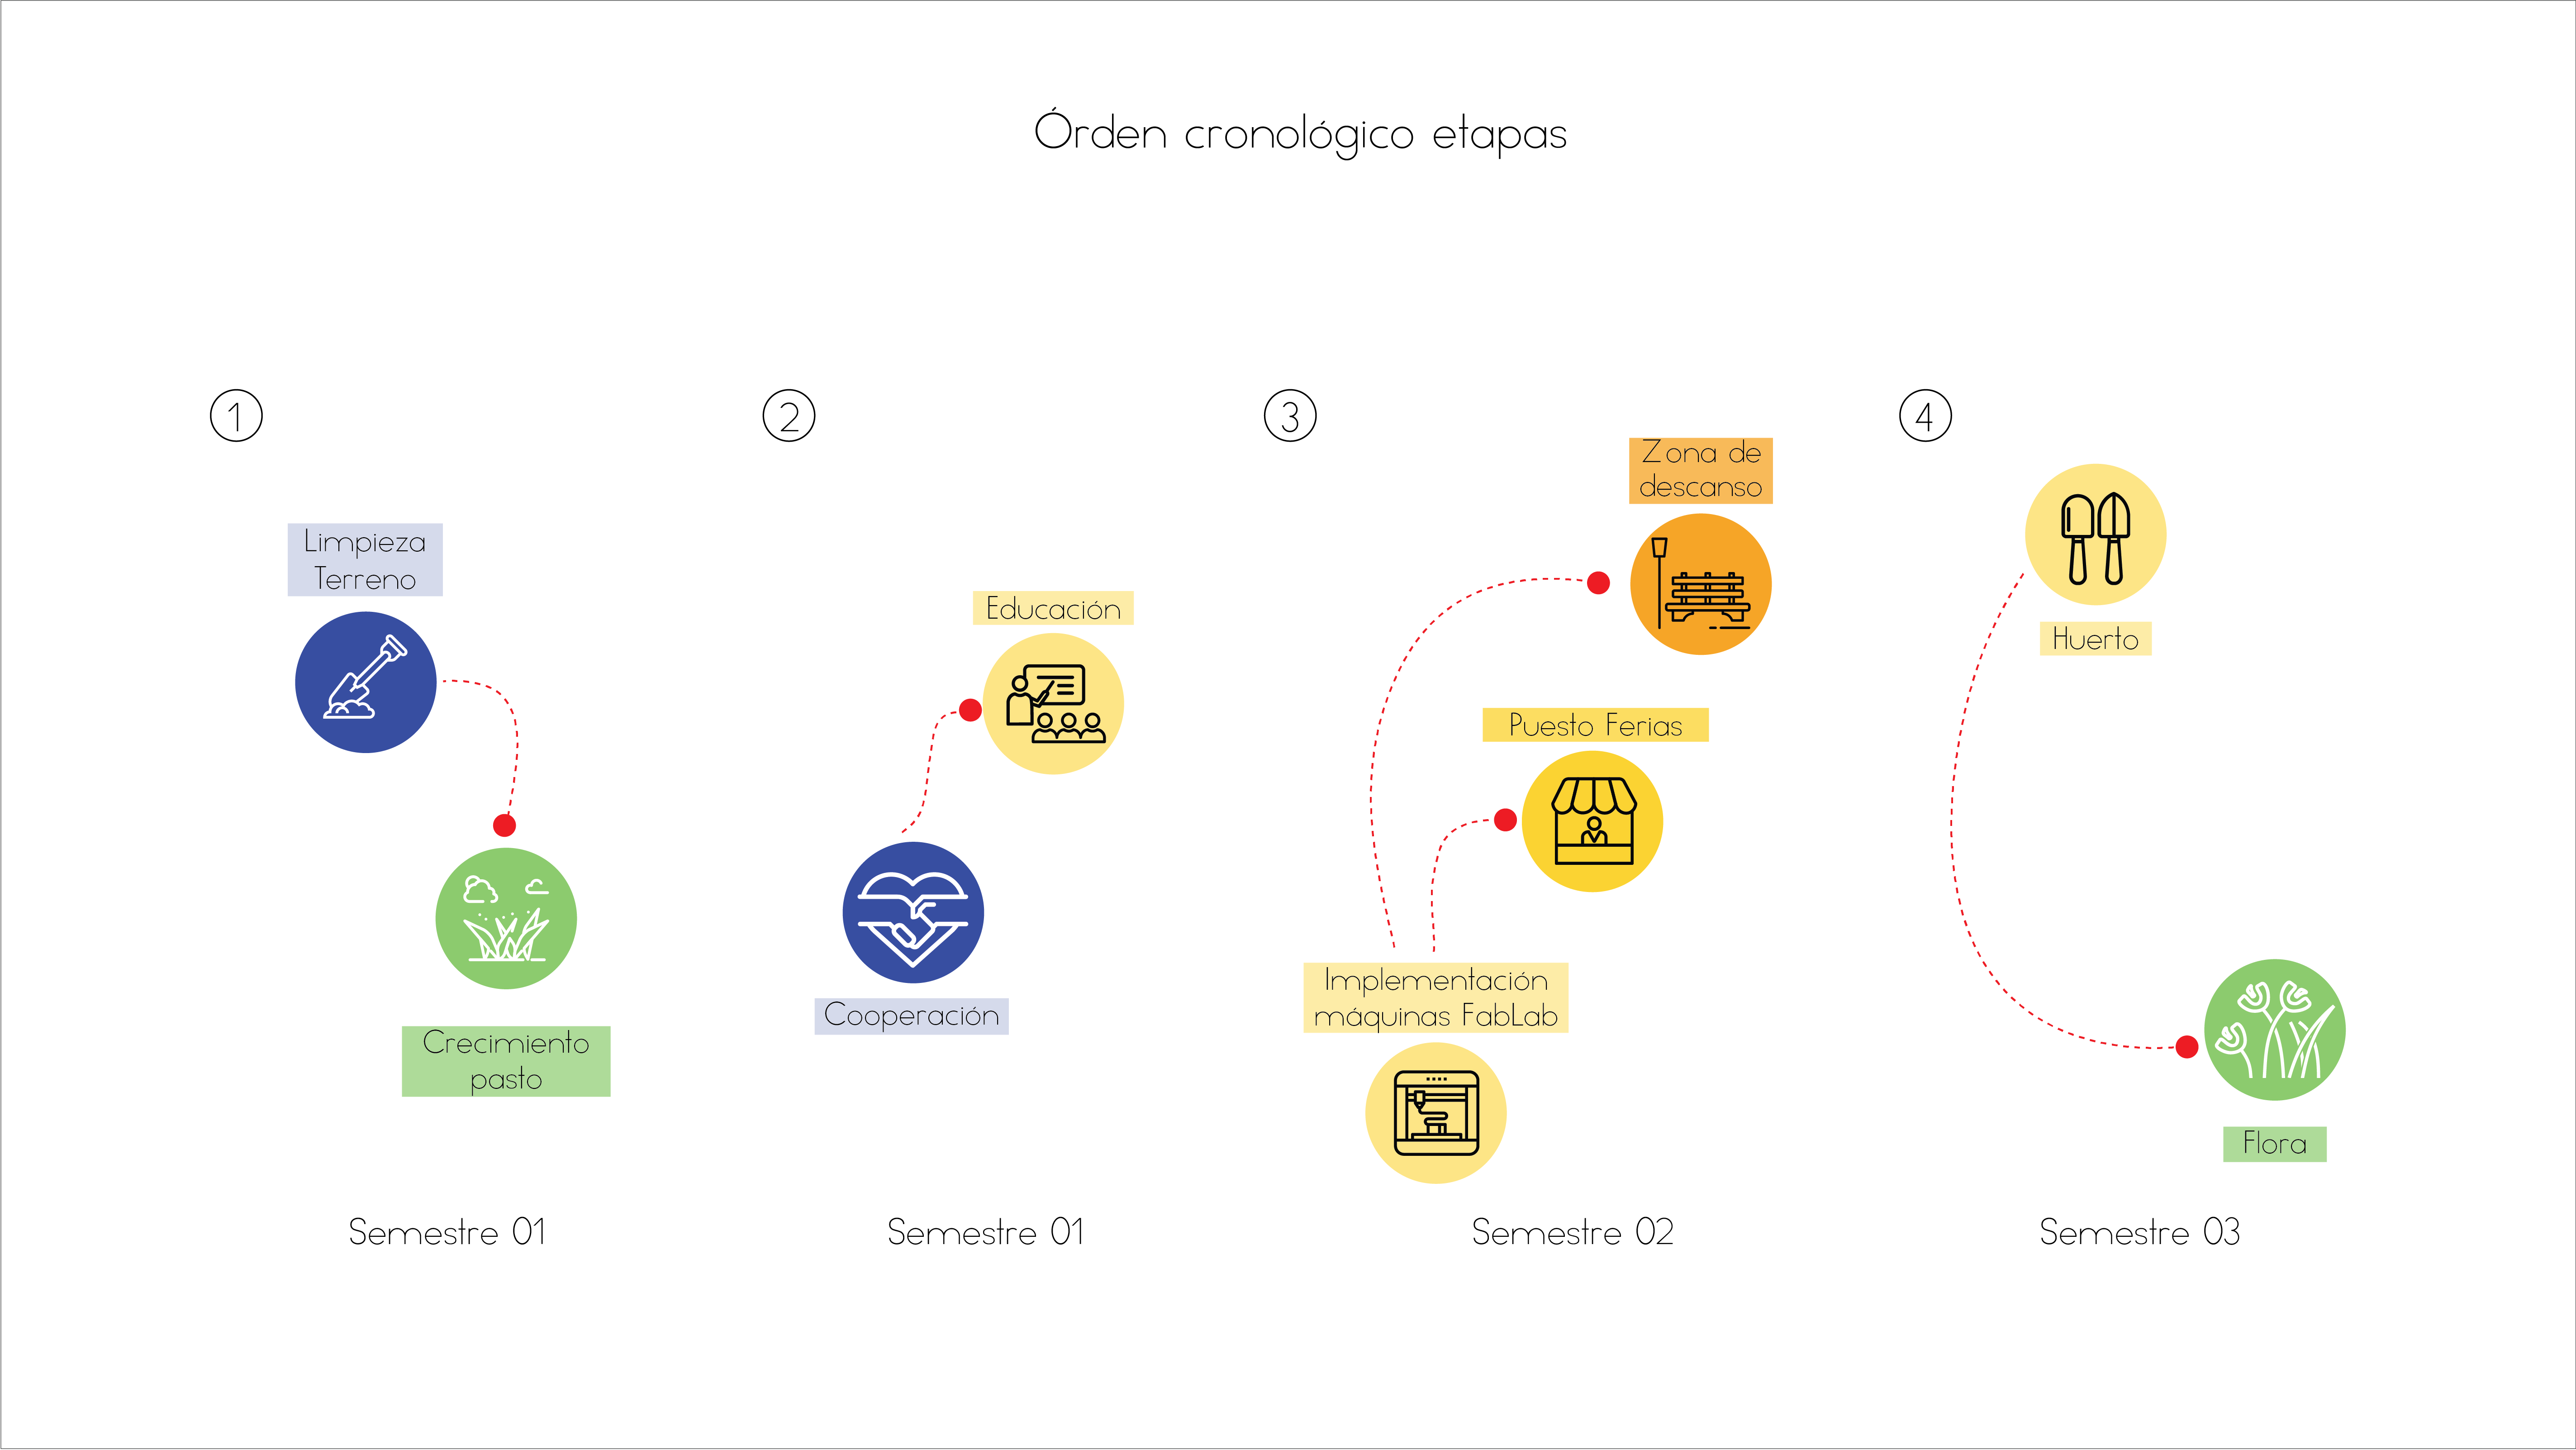 Órden cronológico etapas
1
Limpieza
Terreno
Crecimiento
pasto
Semestre 01
2
Educación
Cooperación
Semestre 01
3
Zona de
descanso
Puesto Ferias
Implementación
máquinas FabLab
Semestre 02
4
Huerto
Flora
Semestre 03